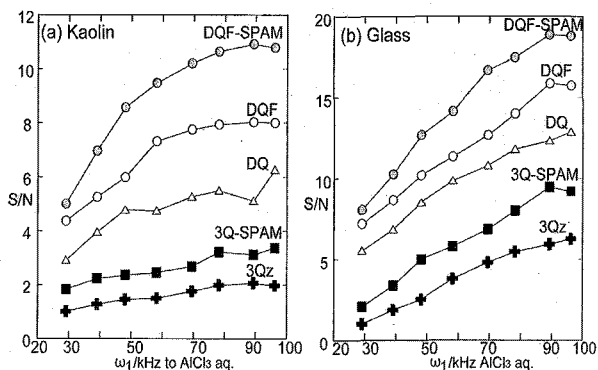 (a) Kaolin
DQF-SPAM
DQF
DQ
3Q-SPAM
3Qz
12
10
8
6
S/N
4
2
0
20 30 40 50 60 70 80 90 100
ω₁/kHz to AlCl₃ aq.
(b) Glass
DQF-SPAM
DQF
DQ
3Q-SPAM
3Qz
20
15
10
S/N
5
0
20 30 40 50 60 70 80 90 100
ω₁/kHz to AlCl₃ aq.